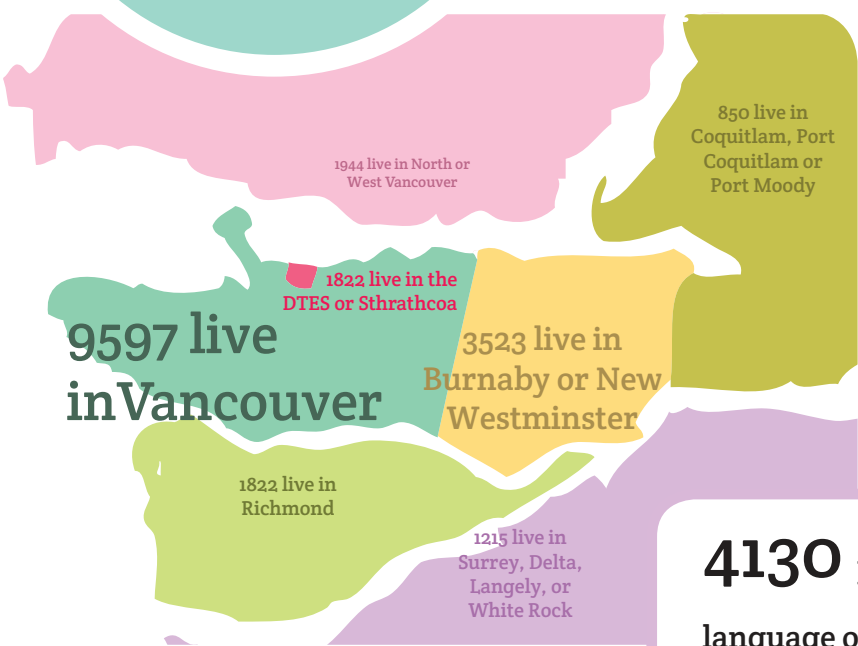 850 live in
Coquitlam, Port
Coquitlam or
Port Moody
1944 live in North or
West Vancouver
1822 live in the
DTES or Sthrathcoa
9597 live
inVancouver
3523 live in
Burnaby or New
Westminster
1822 live in
Richmond
1215 live in
Surrey, Delta,
Langely, or
White Rock
4130
language o